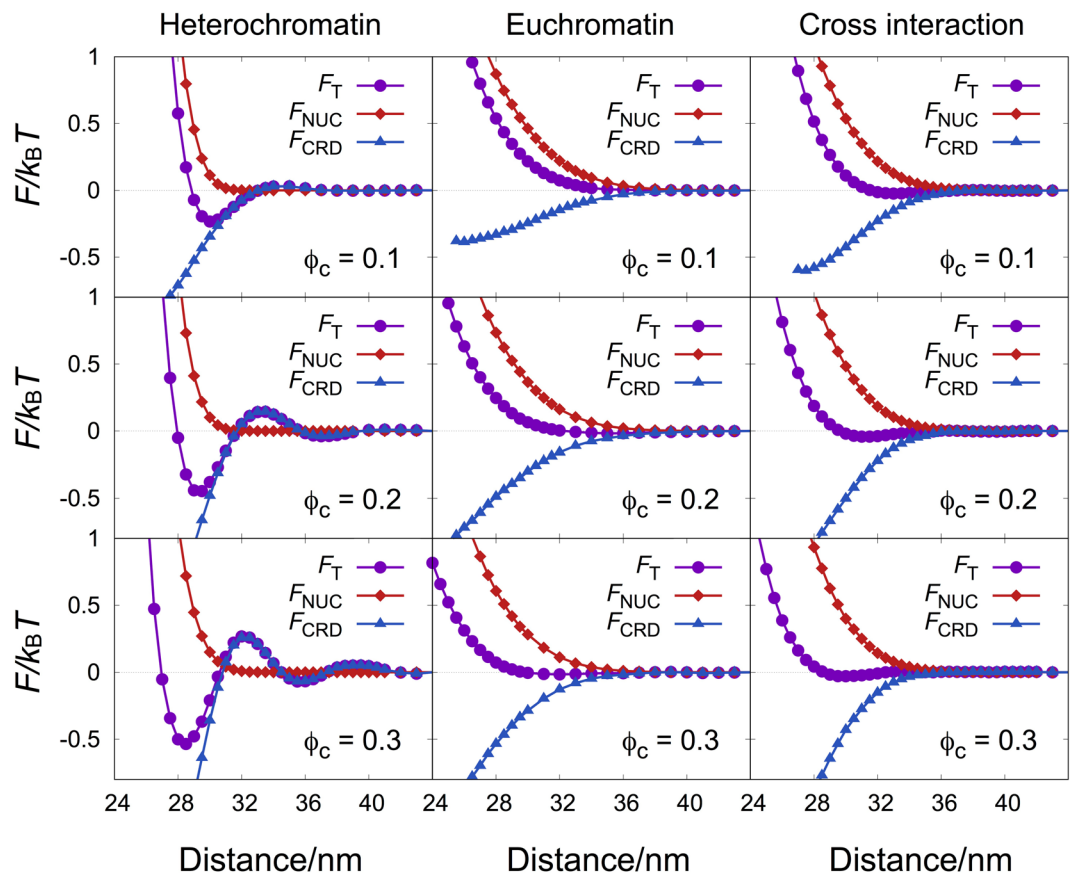 Heterochromatin Euchromatin Cross interaction
1
0.5
0
-0.5
F/kBT
FT
FNUC
FCRD
ϕc = 0.1
FT
FNUC
FCRD
ϕc = 0.1
FT
FNUC
FCRD
ϕc = 0.1
1
0.5
0
-0.5
F/kBT
FT
FNUC
FCRD
ϕc = 0.2
FT
FNUC
FCRD
ϕc = 0.2
FT
FNUC
FCRD
ϕc = 0.2
1
0.5
0
-0.5
F/kBT
FT
FNUC
FCRD
ϕc = 0.3
FT
FNUC
FCRD
ϕc = 0.3
FT
FNUC
FCRD
ϕc = 0.3
24 28 32 36 40 24 28 32 36 40 24 28 32 36 40
Distance/nm Distance/nm Distance/nm